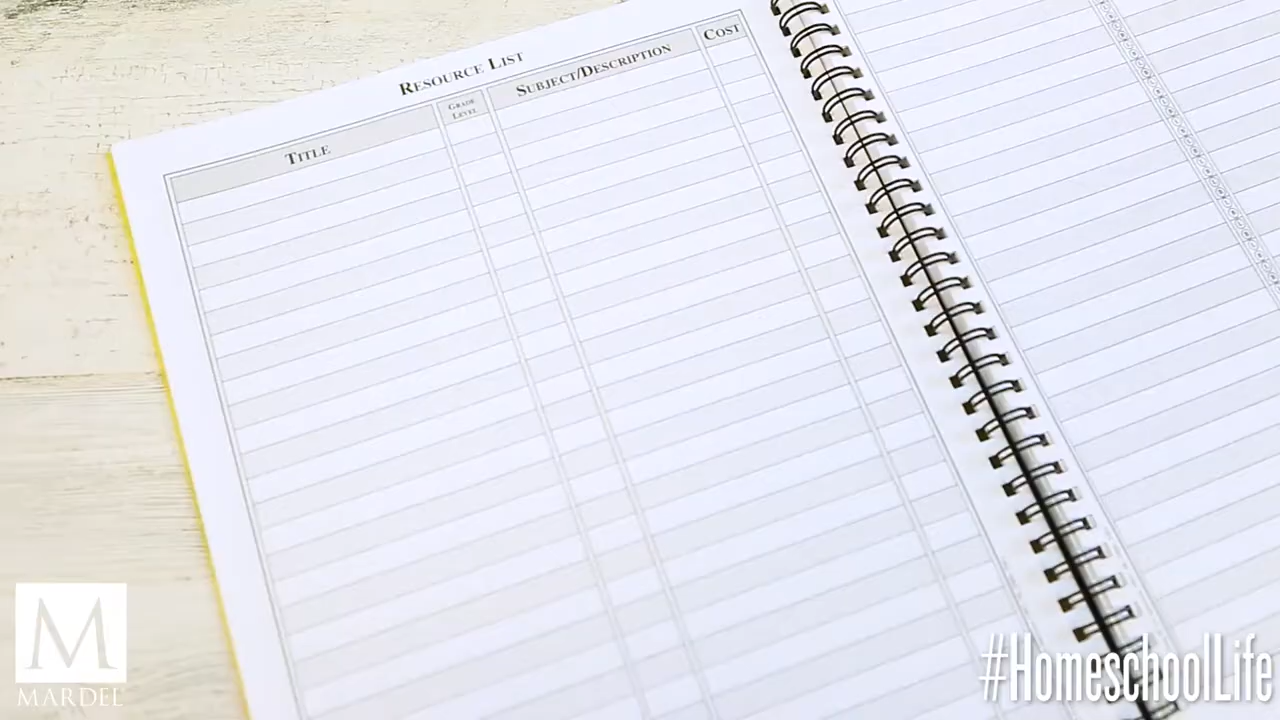 Resource List
Title
Grade
Level
Subject/Description
Cost
M
MARDEL
#HomeschoolLife